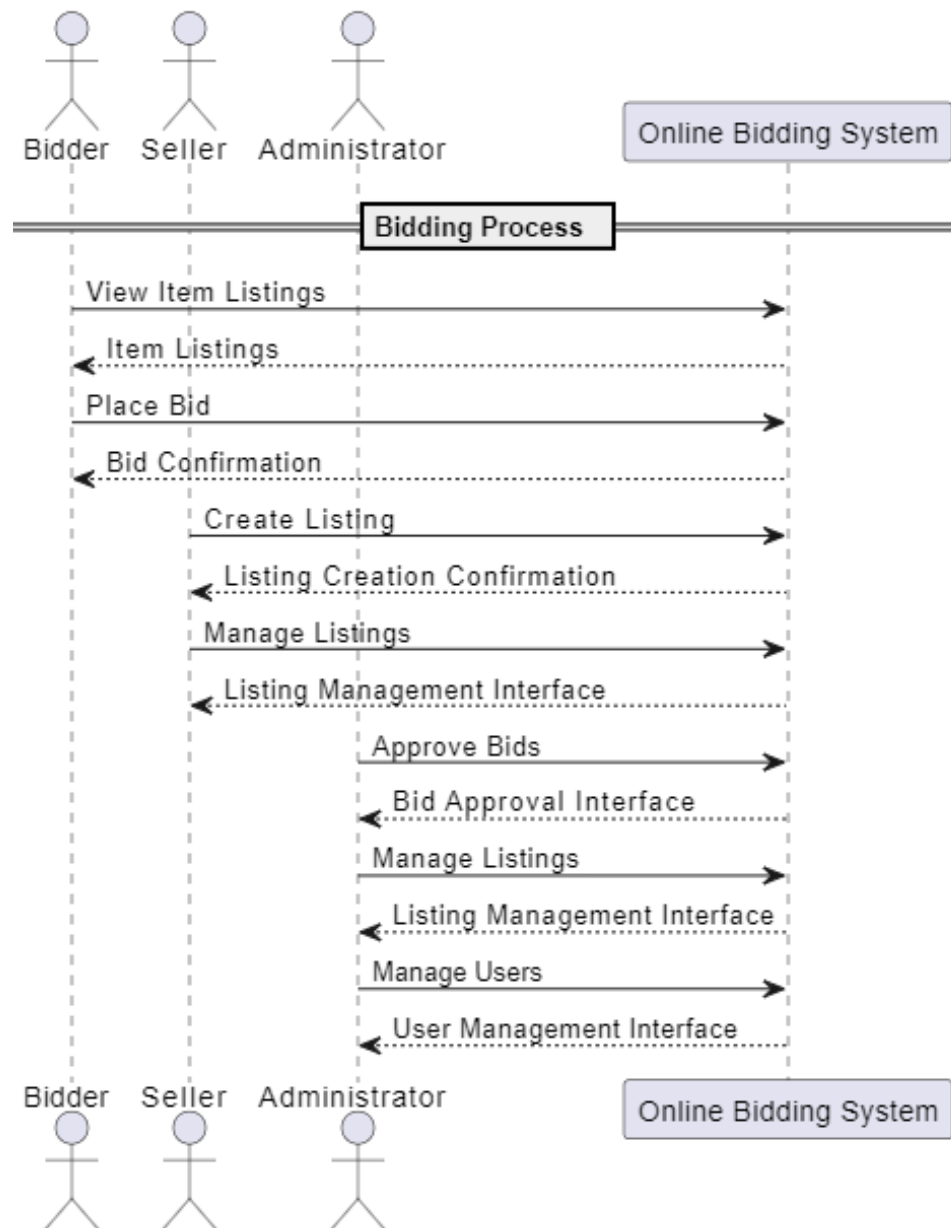 Bidder Seller Administrator Online Bidding System
Bidding Process
View Item Listings
Item Listings
Place Bid
Bid Confirmation
Create Listing
Listing Creation Confirmation
Manage Listings
Listing Management Interface
Approve Bids
Bid Approval Interface
Manage Listings
Listing Management Interface
Manage Users
User Management Interface
Bidder Seller Administrator Online Bidding System